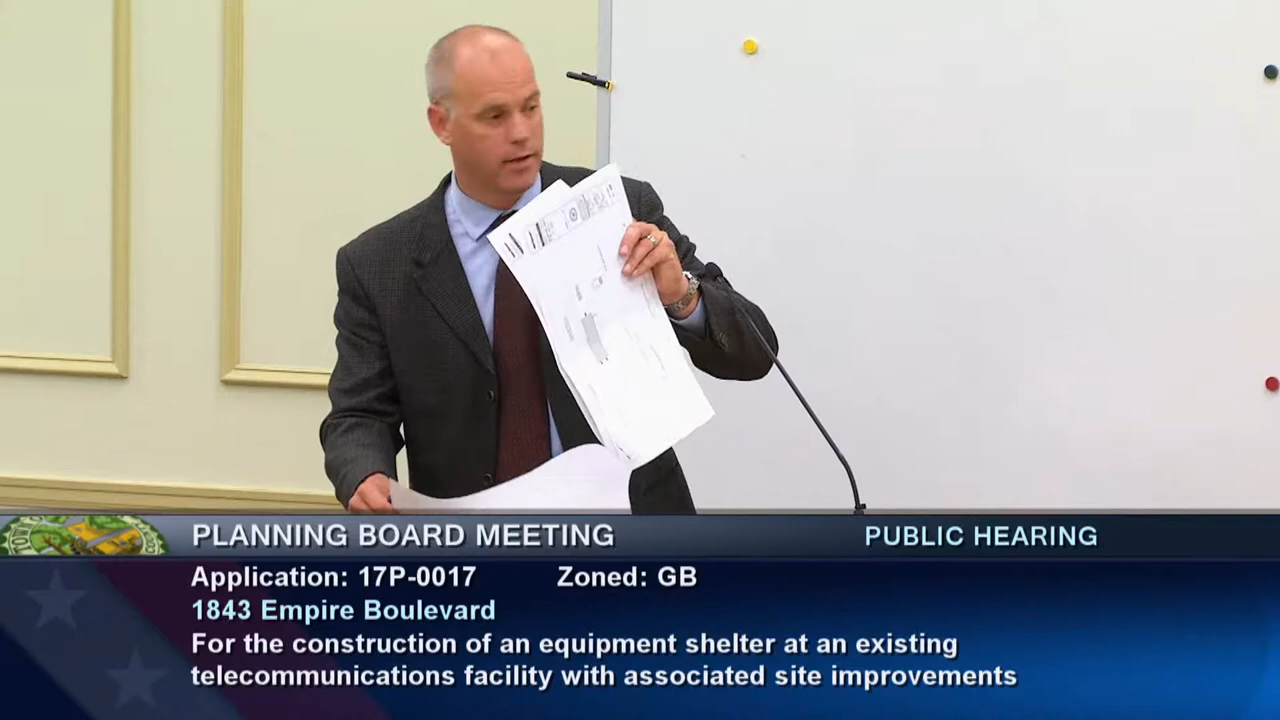 PLANNING BOARD MEETING PUBLIC HEARING
Application: 17P-0017 Zoned: GB
1843 Empire Boulevard
For the construction of an equipment shelter at an existing
telecommunications facility with associated site improvements